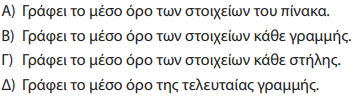 Α) Γράφει το μέσο όρο των στοιχείων του πίνακα.
Β) Γράφει το μέσο όρο των στοιχείων κάθε γραμμής.
Γ) Γράφει το μέσο όρο των στοιχείων κάθε στήλης.
Δ) Γράφει το μέσο όρο της τελευταίας γραμμής.